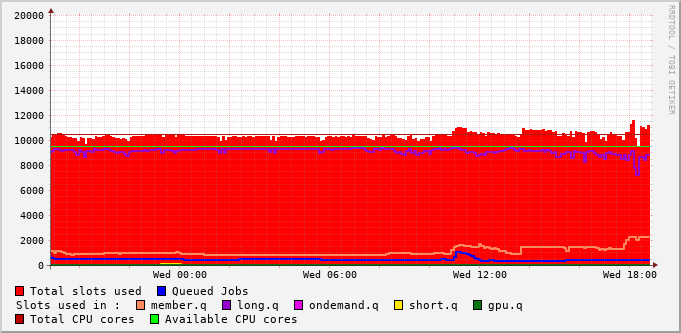 20000
18000
16000
14000
12000
10000
8000
6000
4000
2000
0
Wed 00:00 Wed 06:00 Wed 12:00 Wed 18:00
Total slots used Queued Jobs
Slots used in : member.q long.q ondemand.q short.q gpu.q
Total CPU cores Available CPU cores
RRDTOOL / TOBI OETIKER